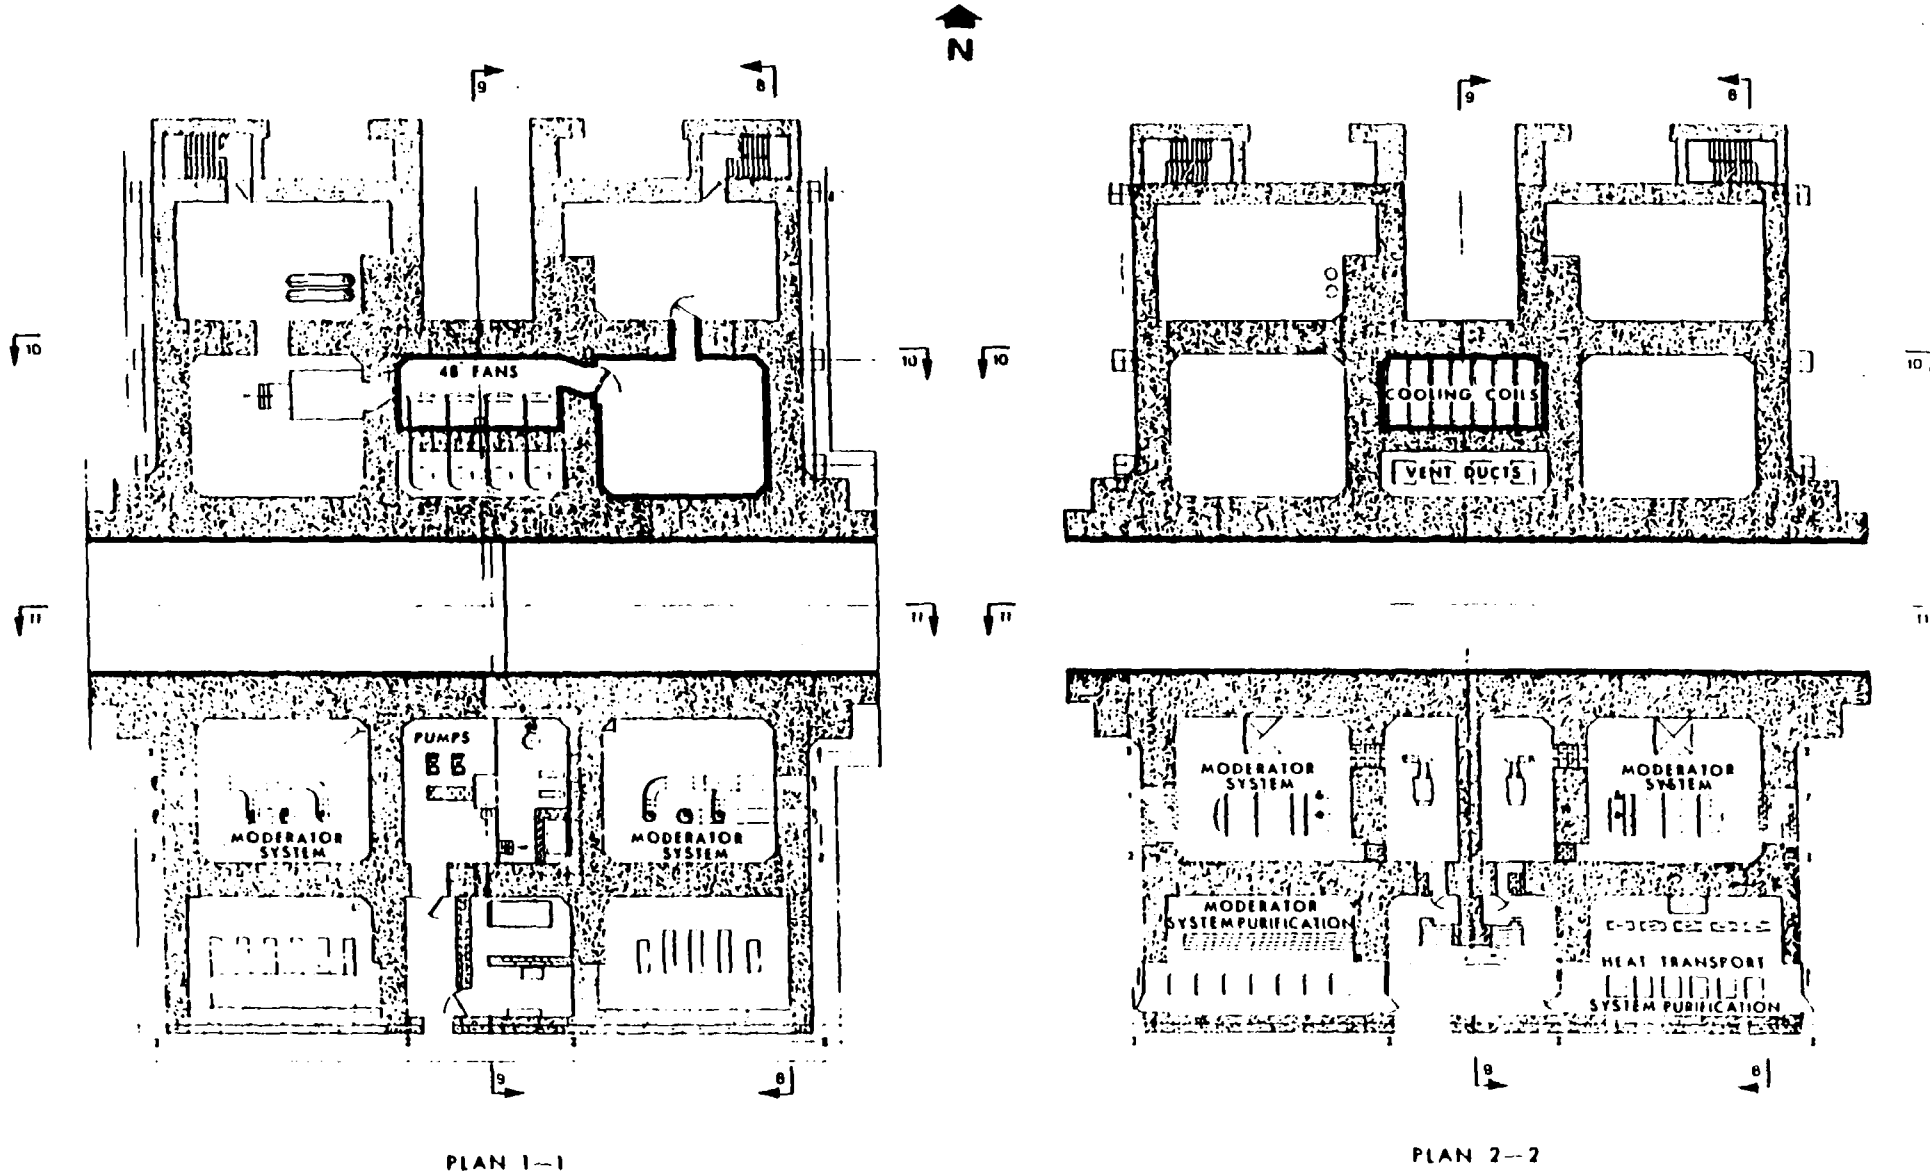 N
9
8
9
8
10
10
10
10
48" FANS
COOLING COILS
VENT DUCTS
11
11
11
11
PUMPS
MODERATOR
SYSTEM
MODERATOR
SYSTEM
MODERATOR
SYSTEM
MODERATOR
SYSTEM
MODERATOR
SYSTEM PURIFICATION
HEAT TRANSPORT
SYSTEM PURIFICATION
9
8
9
8
PLAN 1-1
PLAN 2-2